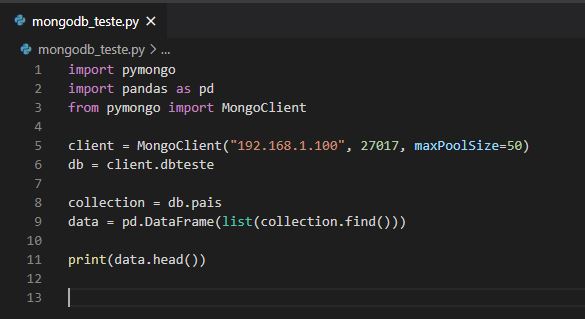 mongodb_teste.py ×
mongodb_teste.py > ...
1 import pymongo
2 import pandas as pd
3 from pymongo import MongoClient
4
5 client = MongoClient("192.168.1.100", 27017, maxPoolSize=50)
6 db = client.dbteste
7
8 collection = db.pais
9 data = pd.DataFrame(list(collection.find()))
10
11 print(data.head())
12
13